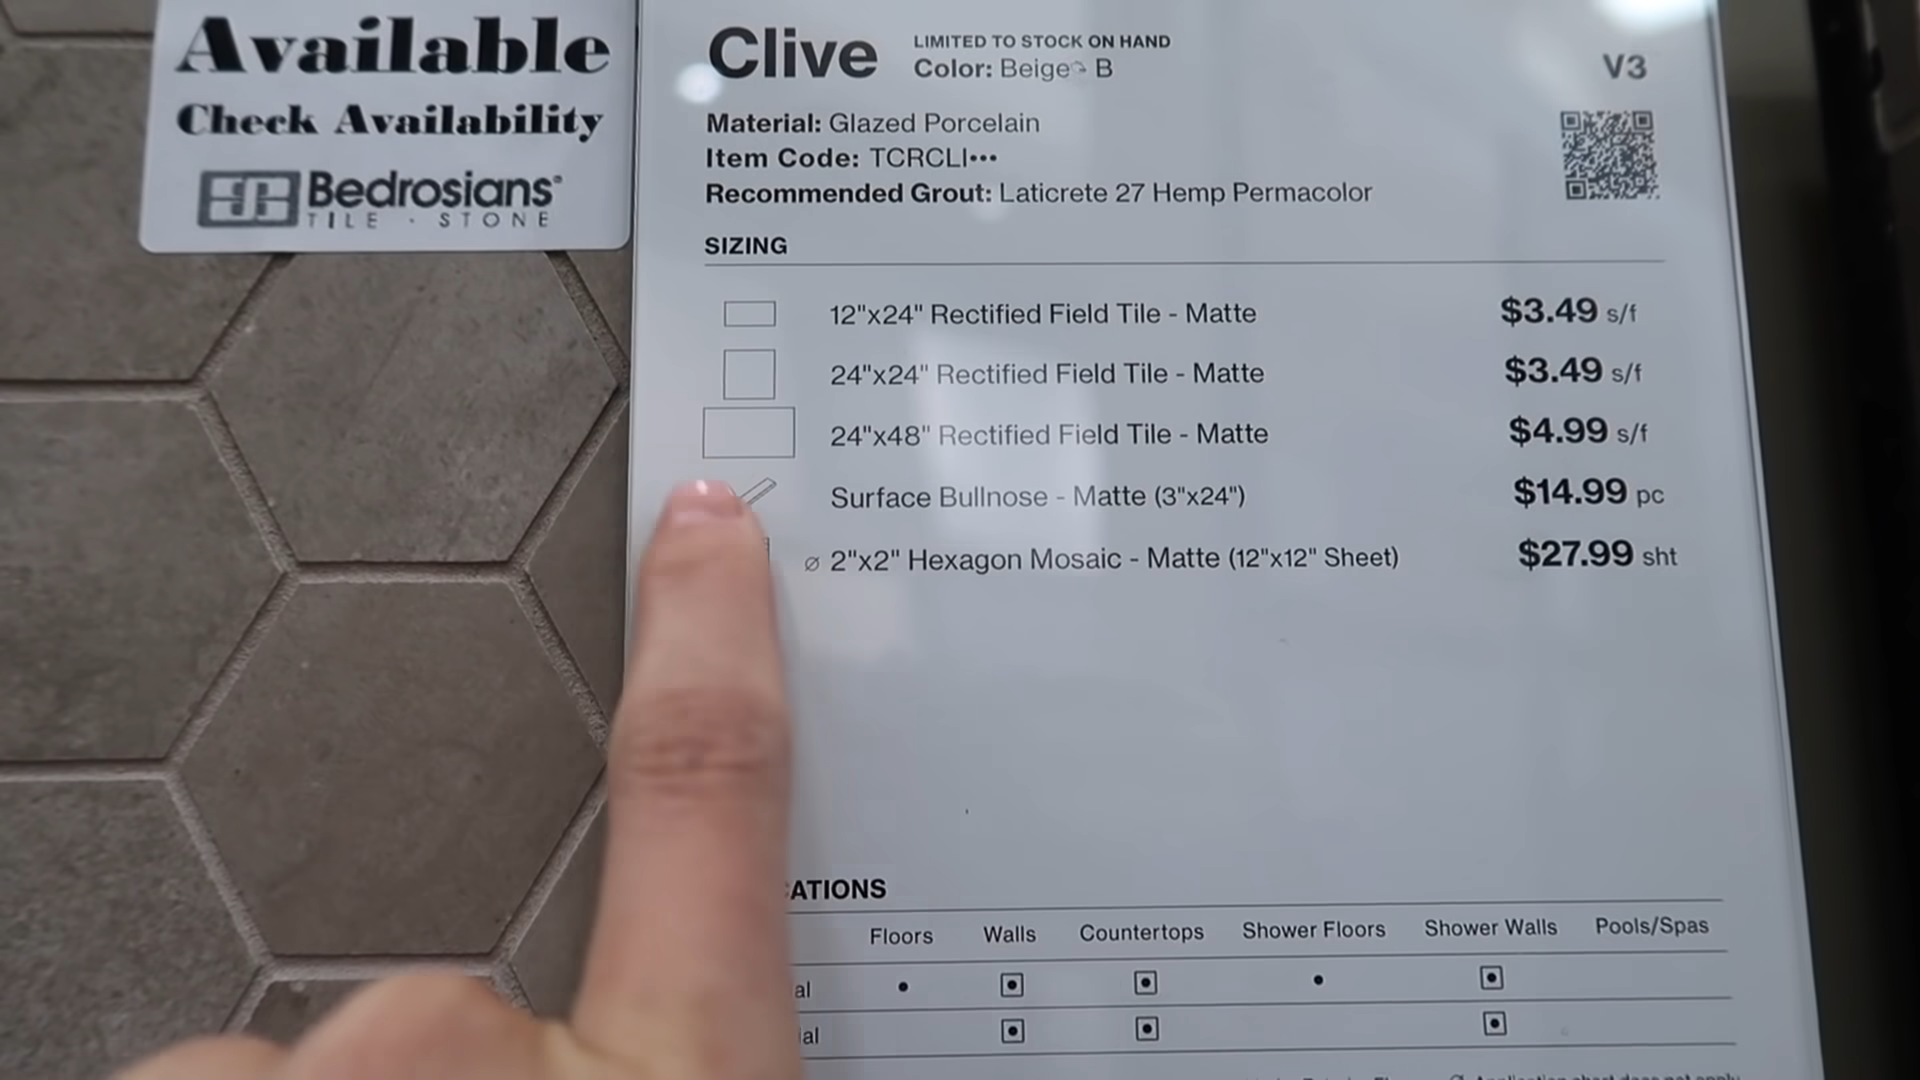 Available
Check Availability
Bedrosians
TILE · STONE
Clive
LIMITED TO STOCK ON HAND
Color: Beige - B
V3
Material: Glazed Porcelain
Item Code: TCRCLI•••
Recommended Grout: Laticrete 27 Hemp Permacolor
SIZING
12"x24" Rectified Field Tile - Matte $3.49 s/f
24"x24" Rectified Field Tile - Matte $3.49 s/f
24"x48" Rectified Field Tile - Matte $4.99 s/f
Surface Bullnose - Matte (3"x24") $14.99 pc
⌀ 2"x2" Hexagon Mosaic - Matte (12"x12" Sheet) $27.99 sht
ATIONS
Floors Walls Countertops Shower Floors Shower Walls Pools/Spas
al
ial